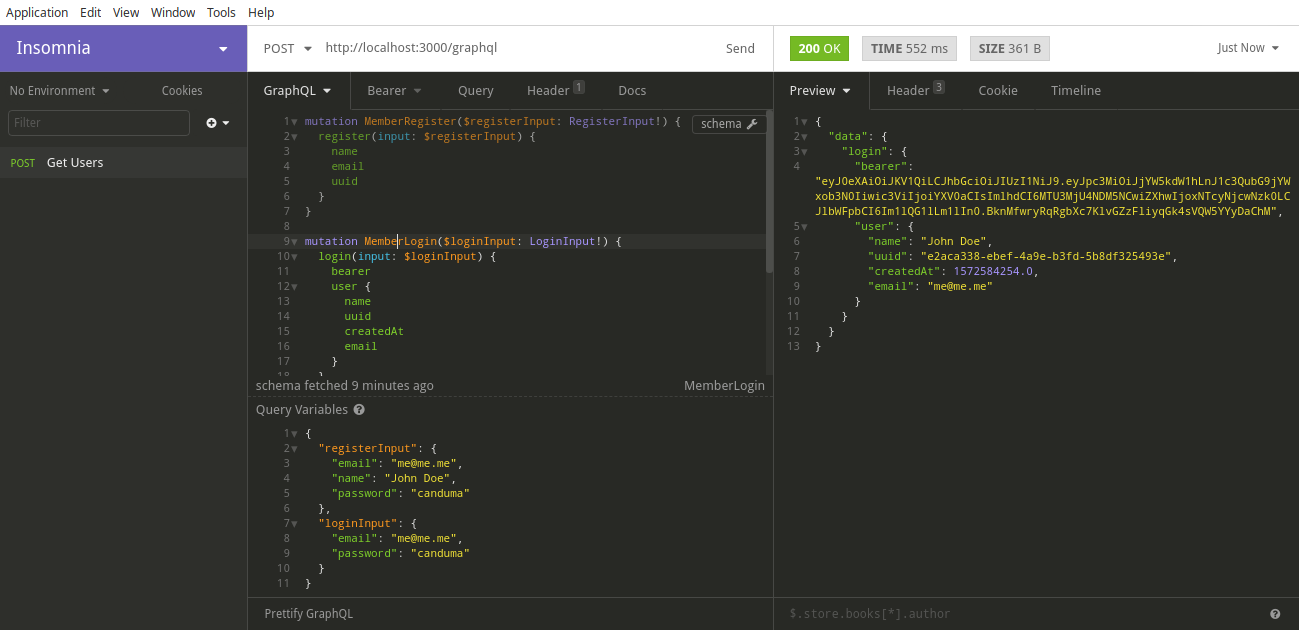 Application Edit View Window Tools Help
Insomnia
POST http://localhost:3000/graphql Send
200 OK TIME 552 ms SIZE 361 B Just Now
No Environment Cookies
Filter
POST Get Users
GraphQL Bearer Query Header 1 Docs
schema
1 mutation MemberRegister($registerInput: RegisterInput!) {
2 register(input: $registerInput) {
3 name
4 email
5 uuid
6 }
7 }
8
9 mutation MemberLogin($loginInput: LoginInput!) {
10 login(input: $loginInput) {
11 bearer
12 user {
13 name
14 uuid
15 createdAt
16 email
17 }
18 }
schema fetched 9 minutes ago MemberLogin
Query Variables
1 {
2 "registerInput": {
3 "email": "me@me.me",
4 "name": "John Doe",
5 "password": "canduma"
6 },
7 "loginInput": {
8 "email": "me@me.me",
9 "password": "canduma"
10 }
11 }
Prettify GraphQL
Preview Header 3 Cookie Timeline
1 {
2 "data": {
3 "login": {
4 "bearer":
5 "user": {
6 "name": "John Doe",
7 "uuid": "e2aca338-ebef-4a9e-b3fd-5b8df325493e",
8 "createdAt": 1572584254.0,
9 "email": "me@me.me"
10 }
11 }
12 }
13 }
$.store.books[*].author